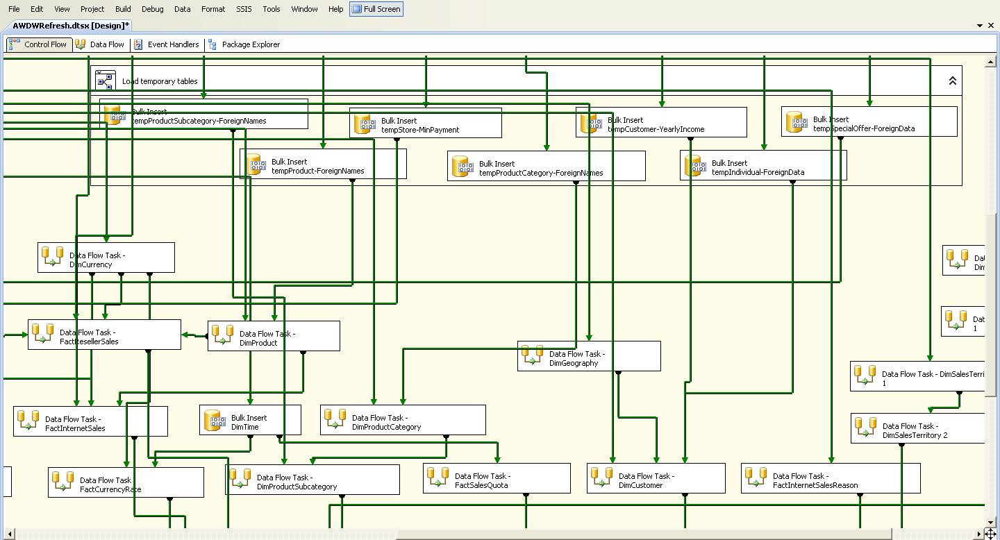 File Edit View Project Build Debug Data Format SSIS Tools Window Help Full Screen
AWDWRefresh.dtsx [Design]*
Control Flow Data Flow Event Handlers Package Explorer
Load temporary tables
Bulk Insert
tempProductSubcategory-ForeignNames
Bulk Insert
tempStore-MinPayment
Bulk Insert
tempCustomer-YearlyIncome
Bulk Insert
tempSpecialOffer-ForeignData
Bulk Insert
tempProduct-ForeignNames
Bulk Insert
tempProductCategory-ForeignNames
Bulk Insert
tempIndividual-ForeignData
Data Flow Task -
DimCurrency
Dat
Dim
Data Flow Task -
FactResellerSales
Data Flow Task -
DimProduct
Dat
1
Data Flow Task -
DimGeography
Data Flow Task - DimSalesTerri
1
Data Flow Task -
FactInternetSales
Bulk Insert
DimTime
Data Flow Task -
DimProductCategory
Data Flow Task -
DimSalesTerritory 2
Data Flow Task -
FactCurrencyRate
Data Flow Task -
DimProductSubcategory
Data Flow Task -
FactSalesQuota
Data Flow Task -
DimCustomer
Data Flow Task -
FactInternetSalesReason